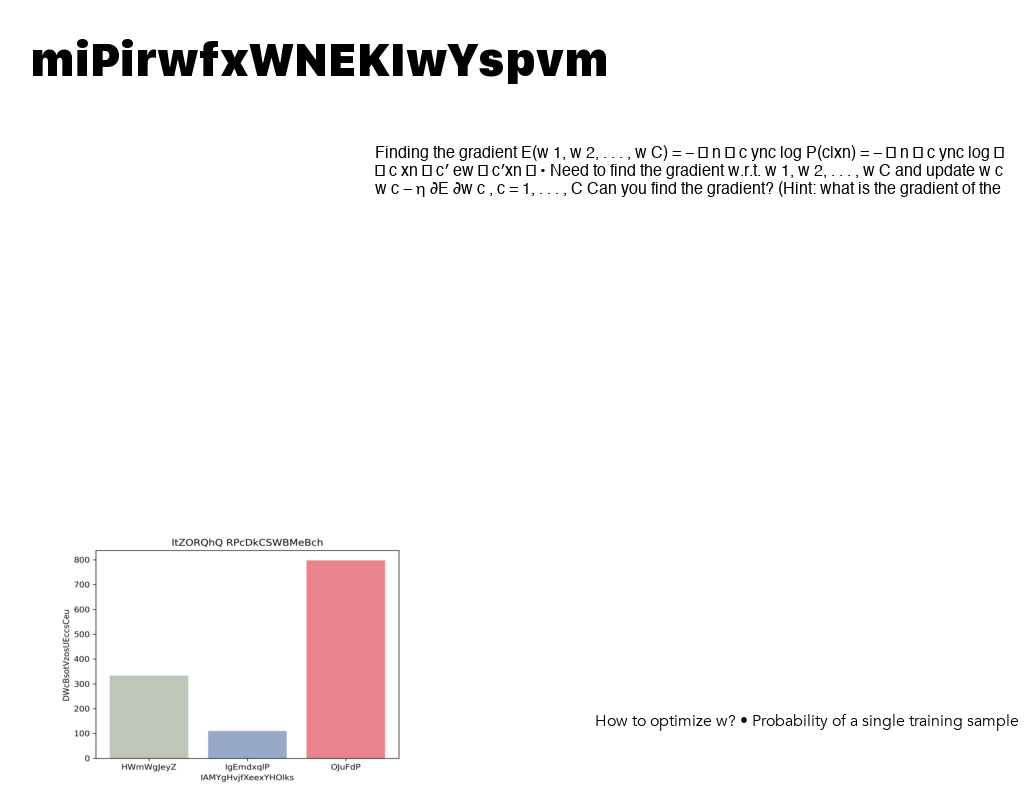 miPirwfxWNEKIwYspvm
Finding the gradient E(w 1, w 2, . . . , w C) = – □ n □ c ync log P(c|xn) = – □ n □ c ync log □
□ c xn □ c′ ew □ c′xn □ • Need to find the gradient w.r.t. w 1, w 2, . . . , w C and update w c
w c – η ∂E ∂w c , c = 1, . . . , C Can you find the gradient? (Hint: what is the gradient of the
ItZORQhQ RPcDkCSWBMeBch
DWcBsotVzosUEccsCeu
800
700
600
500
400
300
200
100
0
HWmWgJeyZ
IgEmdxqIP
IAMYgHvjfXeexYHOIks
OJuFdP
How to optimize w? • Probability of a single training sample